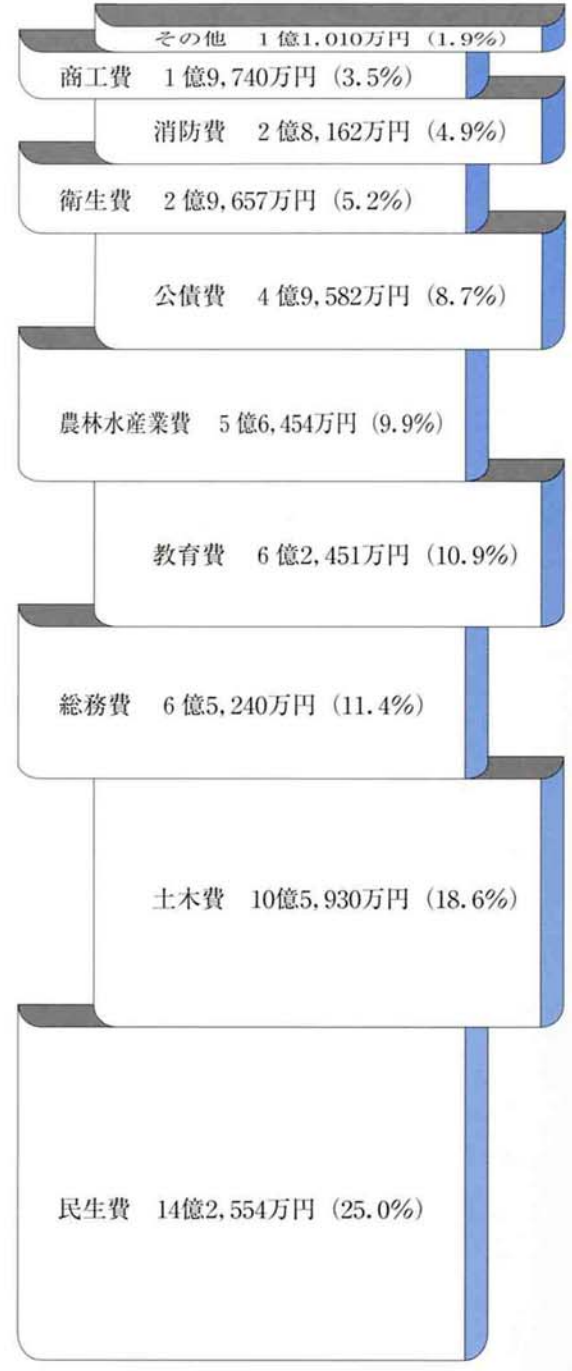 その他 1億1,010万円 (1.9%)
商工費 1億9,740万円 (3.5%)
消防費 2億8,162万円 (4.9%)
衛生費 2億9,657万円 (5.2%)
公債費 4億9,582万円 (8.7%)
農林水産業費 5億6,454万円 (9.9%)
教育費 6億2,451万円 (10.9%)
総務費 6億5,240万円 (11.4%)
土木費 10億5,930万円 (18.6%)
民生費 14億2,554万円 (25.0%)